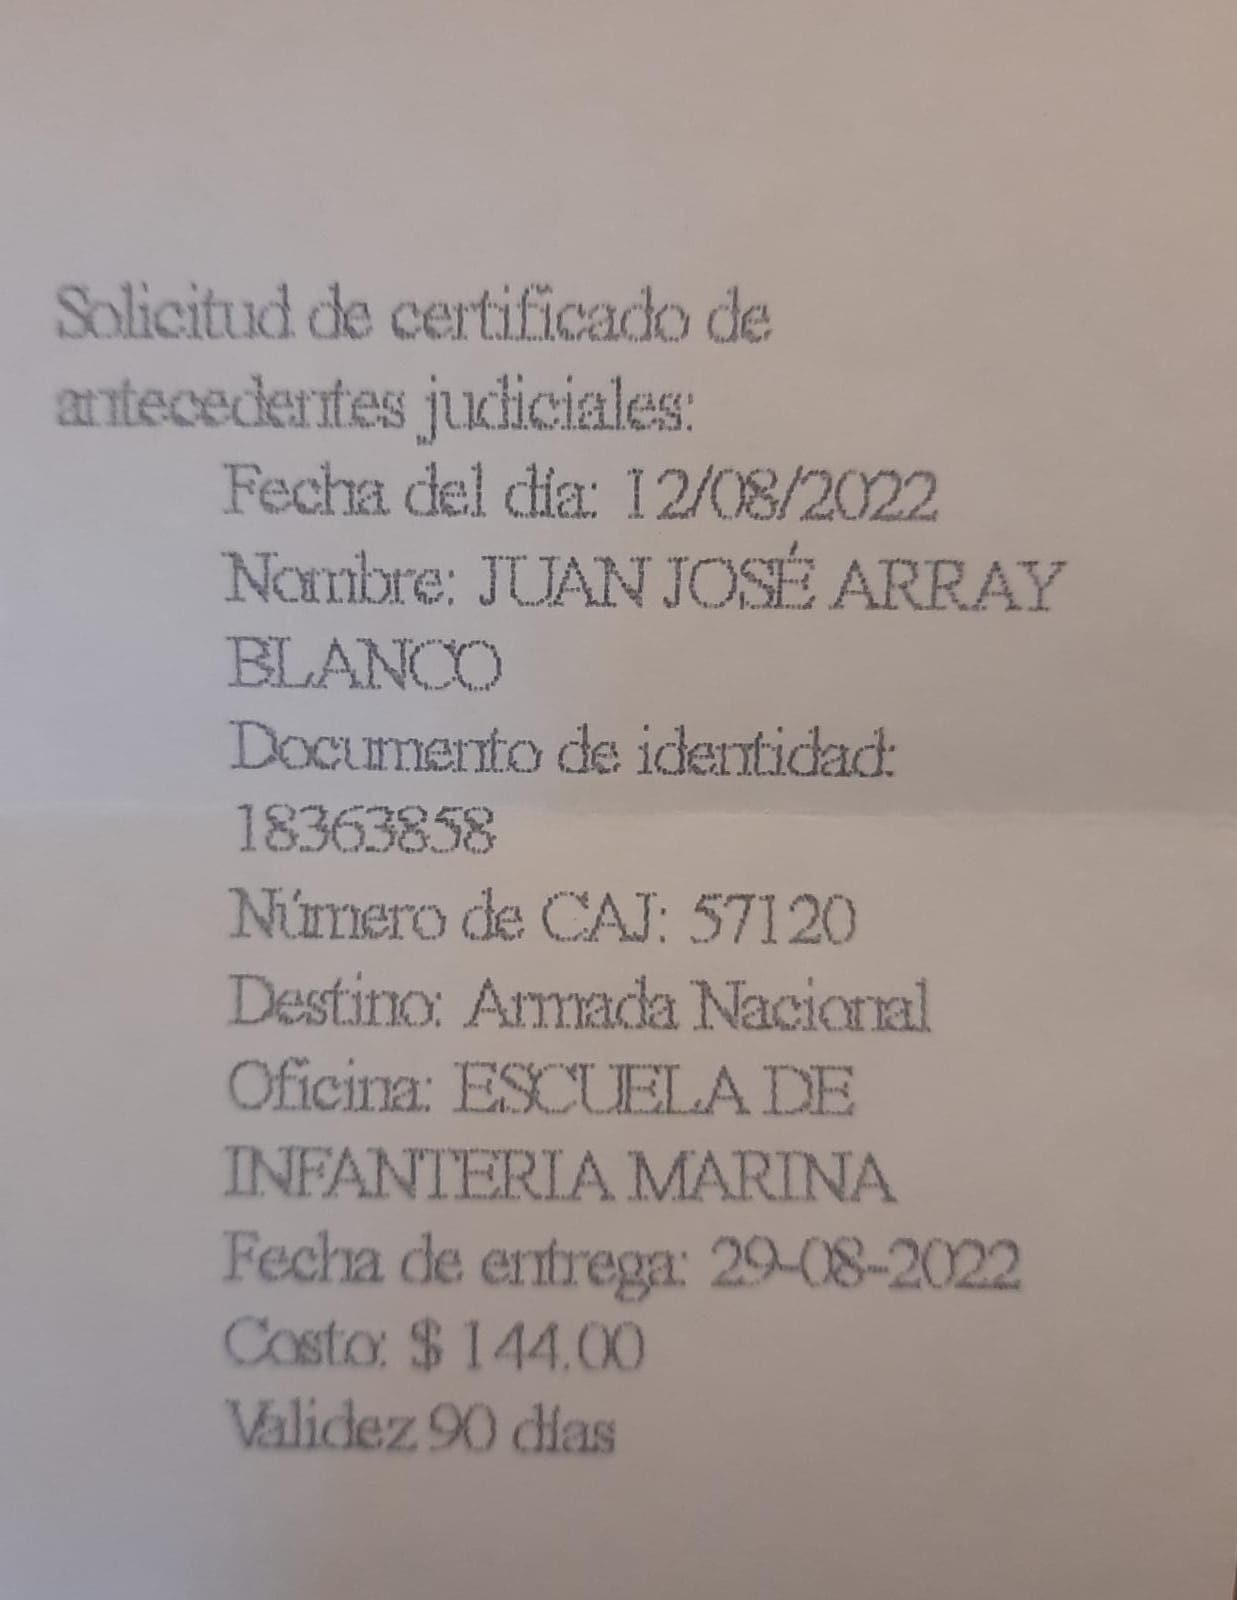 Solicitud de certificado de
antecedentes judiciales:
Fecha del día: 12/08/2022
Nombre: JUAN JOSÉ ARRAY
BLANCO
Documento de identidad:
18363858
Número de CAJ: 57120
Destino: Armada Nacional
Oficina: ESCUELA DE
INFANTERIA MARINA
Fecha de entrega: 29-08-2022
Costo: $ 144.00
Validez 90 días